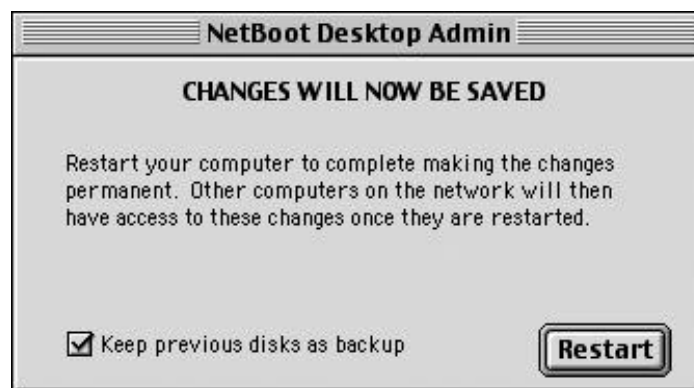 NetBoot Desktop Admin
CHANGES WILL NOW BE SAVED
Restart your computer to complete making the changes
permanent. Other computers on the network will then
have access to these changes once they are restarted.
Keep previous disks as backup
Restart